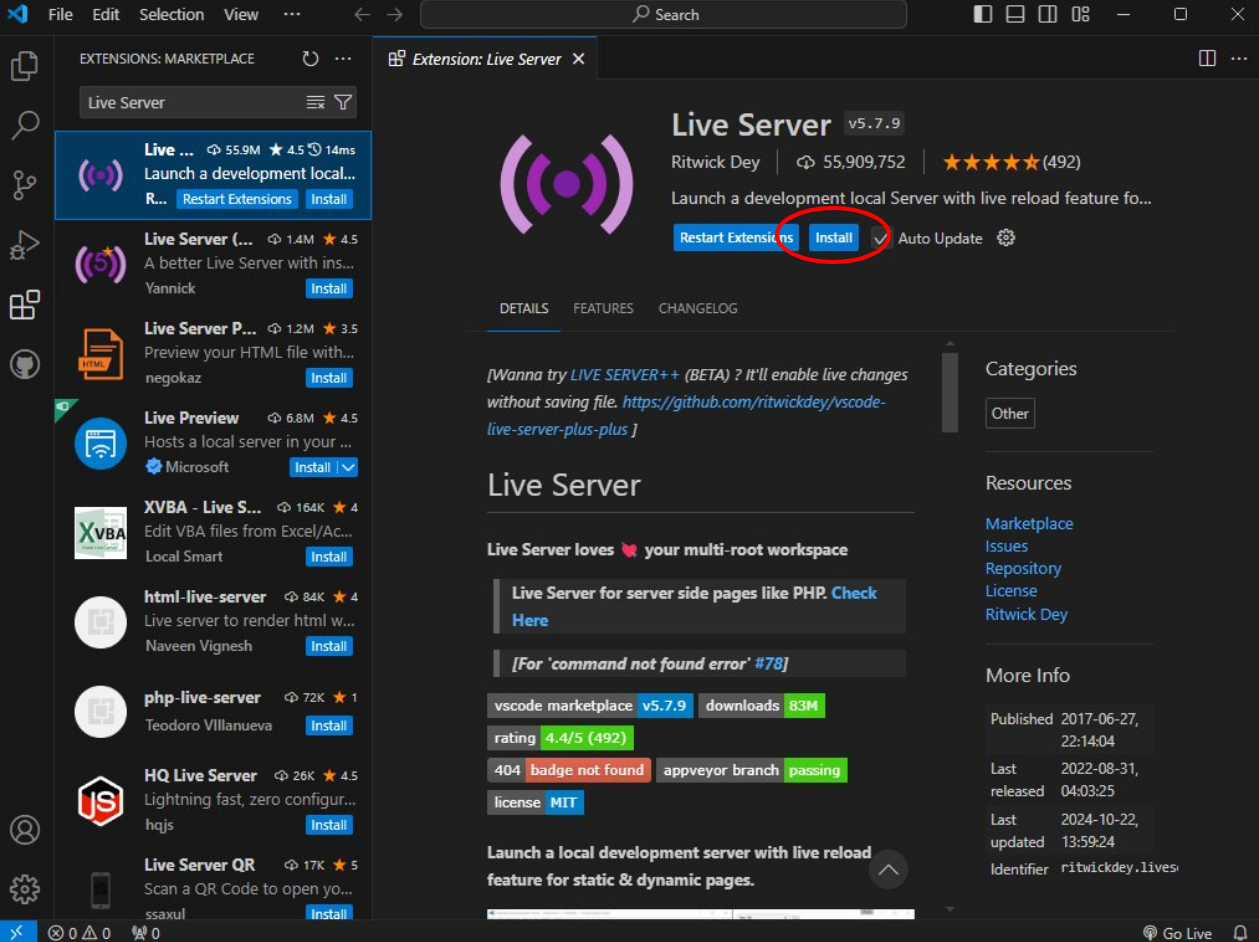 File Edit Selection View ··· Search
EXTENSIONS: MARKETPLACE
Live Server
Live ... 55.9M 4.5 14ms
Launch a development local...
R... Restart Extensions Install
Live Server (... 1.4M 4.5
A better Live Server with ins...
Yannick Install
Live Server P... 1.2M 3.5
Preview your HTML file with...
negokaz Install
HTML
Live Preview 6.8M 4.5
Hosts a local server in your ...
Microsoft Install
XVBA - Live S... 164K 4
Edit VBA files from Excel/Ac...
Local Smart Install
XVBA
html-live-server 84K 4
Live server to render html w...
Naveen Vignesh Install
php-live-server 72K 1
Teodoro VIllanueva Install
HQ Live Server 26K 4.5
Lightning fast, zero configur...
hqjs Install
JS
Live Server QR 17K 5
Scan a QR Code to open yo...
ssaxul Install
Extension: Live Server
Live Server v5.7.9
Ritwick Dey 55,909,752 (492)
Launch a development local Server with live reload feature fo...
Restart Extensions Install Auto Update
DETAILS FEATURES CHANGELOG
[Wanna try LIVE SERVER++ (BETA) ? It'll enable live changes
without saving file. https://github.com/ritwickdey/vscode-
live-server-plus-plus ]
Live Server
Live Server loves your multi-root workspace
Live Server for server side pages like PHP. Check
Here
[For 'command not found error' #78]
vscode marketplace v5.7.9 downloads 83M
rating 4.4/5 (492)
404 badge not found appveyor branch passing
license MIT
Launch a local development server with live reload
feature for static & dynamic pages.
Categories
Other
Resources
Marketplace
Issues
Repository
License
Ritwick Dey
More Info
Published 2017-06-27,
22:14:04
Last 2022-08-31,
released 04:03:25
Last 2024-10-22,
updated 13:59:24
Identifier ritwickdey.lives
0 0 0 Go Live